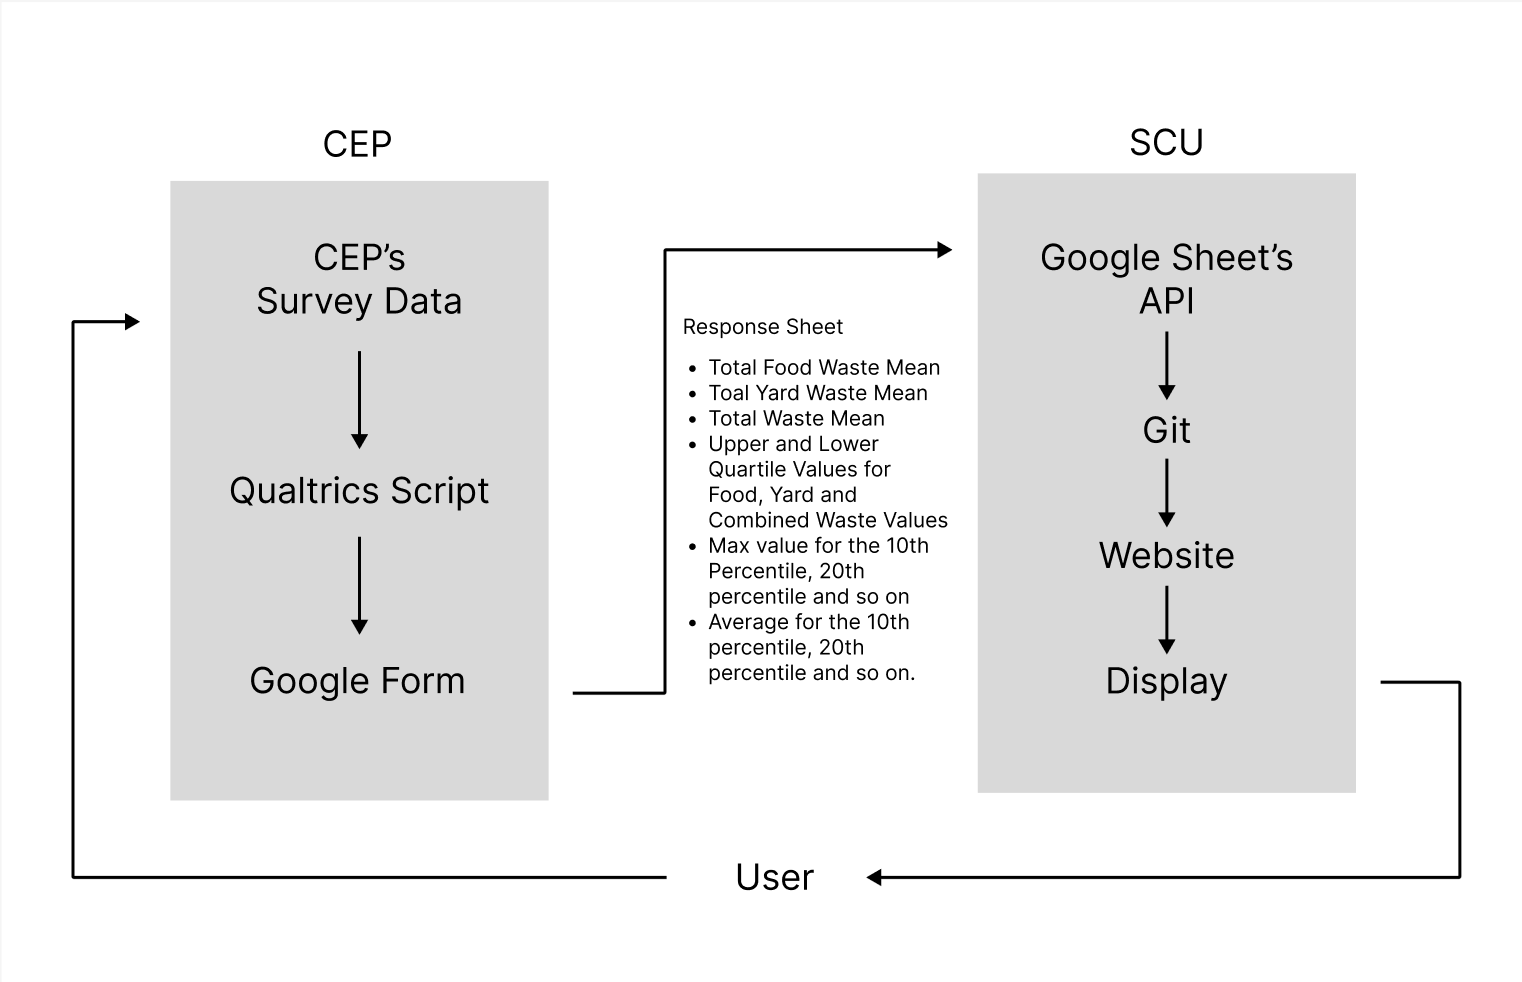 CEP
CEP’s
Survey Data
Qualtrics Script
Google Form
Response Sheet
• Total Food Waste Mean
• Toal Yard Waste Mean
• Total Waste Mean
• Upper and Lower
Quartile Values for
Food, Yard and
Combined Waste Values
• Max value for the 10th
Percentile, 20th
percentile and so on
• Average for the 10th
percentile, 20th
percentile and so on.
SCU
Google Sheet’s
API
Git
Website
Display
User